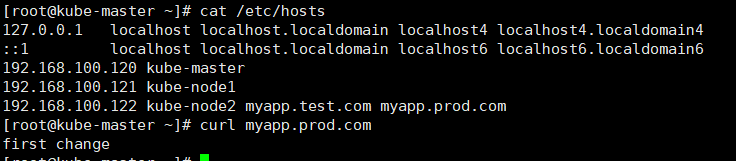 [root@kube-master ~]# cat /etc/hosts
127.0.0.1   localhost localhost.localdomain localhost4 localhost4.localdomain4
::1         localhost localhost.localdomain localhost6 localhost6.localdomain6
192.168.100.120 kube-master
192.168.100.121 kube-node1
192.168.100.122 kube-node2 myapp.test.com myapp.prod.com
[root@kube-master ~]# curl myapp.prod.com
first change
[root@kube-master ~]#